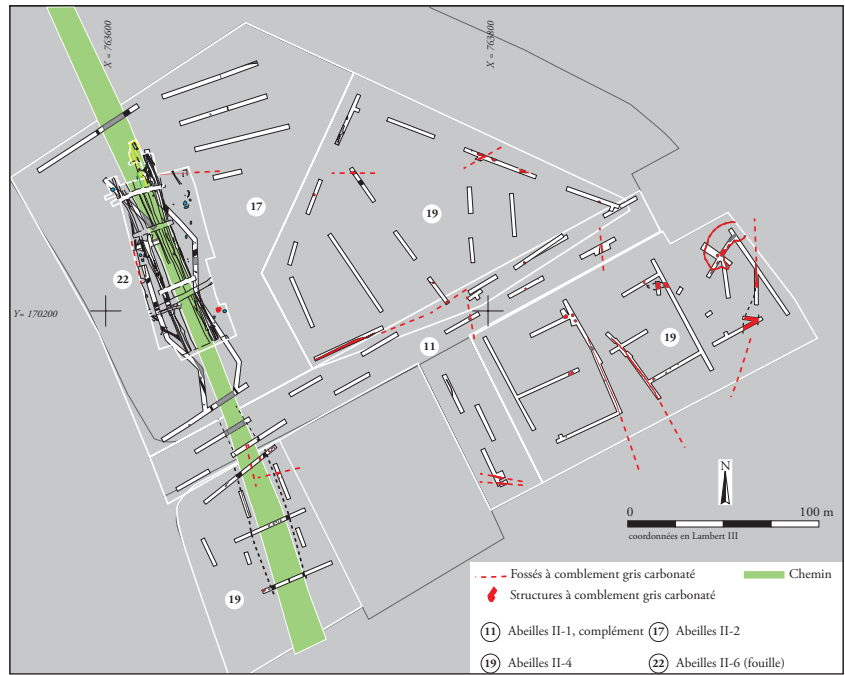 X = 763600
X = 763800
17
19
22
Y= 170200
11
19
19
N
0 100 m
coordonnées en Lambert III
Fossés à comblement gris carbonaté Chemin
Structures à comblement gris carbonaté
11 Abeilles II-1, complément 17 Abeilles II-2
19 Abeilles II-4 22 Abeilles II-6 (fouille)